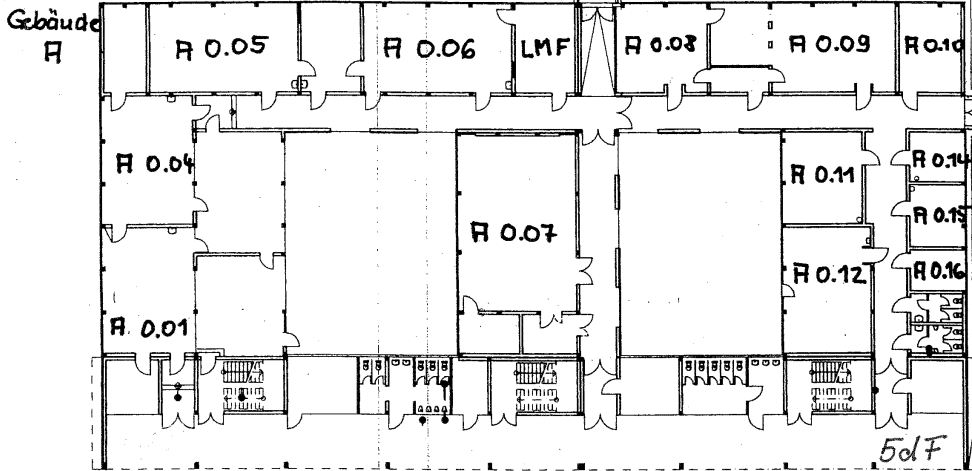 Gebäude
A
A 0.05
A 0.06
LMF
A 0.08
A 0.09
A 0.10
A 0.04
A 0.07
A 0.11
A 0.14
A 0.15
A 0.12
A 0.16
A 0.01
5dF